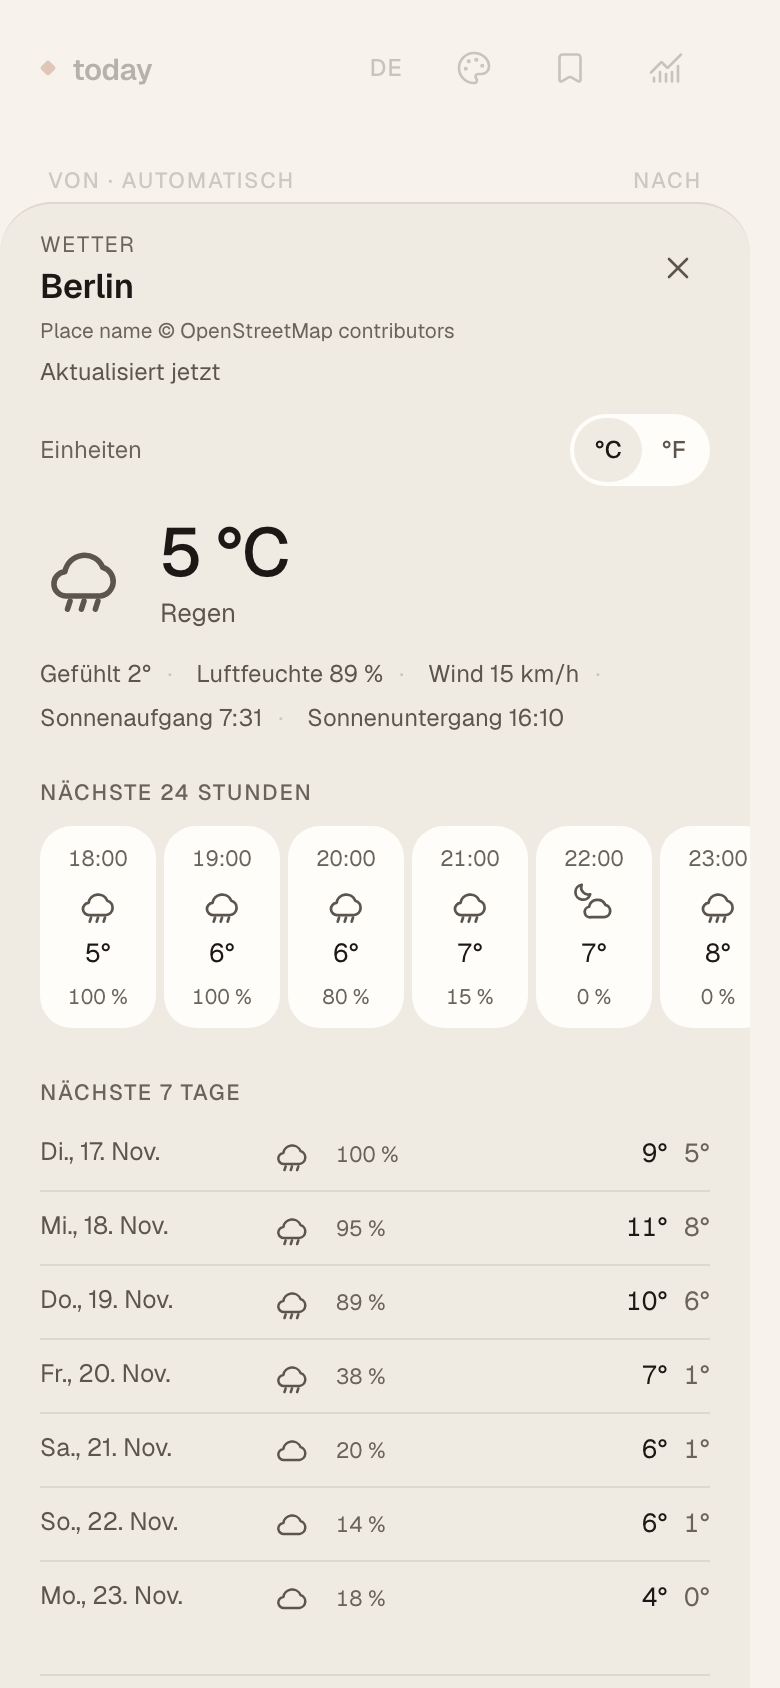 today DE
VON · AUTOMATISCH NACH
WETTER
Berlin
Place name © OpenStreetMap contributors
Aktualisiert jetzt
Einheiten °C °F
5 °C
Regen
Gefühlt 2° · Luftfeuchte 89 % · Wind 15 km/h ·
Sonnenaufgang 7:31 · Sonnenuntergang 16:10
NÄCHSTE 24 STUNDEN
18:00 19:00 20:00 21:00 22:00 23:00
5° 6° 6° 7° 7° 8°
100 % 100 % 80 % 15 % 0 % 0 %
NÄCHSTE 7 TAGE
Di., 17. Nov. 100 % 9° 5°
Mi., 18. Nov. 95 % 11° 8°
Do., 19. Nov. 89 % 10° 6°
Fr., 20. Nov. 38 % 7° 1°
Sa., 21. Nov. 20 % 6° 1°
So., 22. Nov. 14 % 6° 1°
Mo., 23. Nov. 18 % 4° 0°